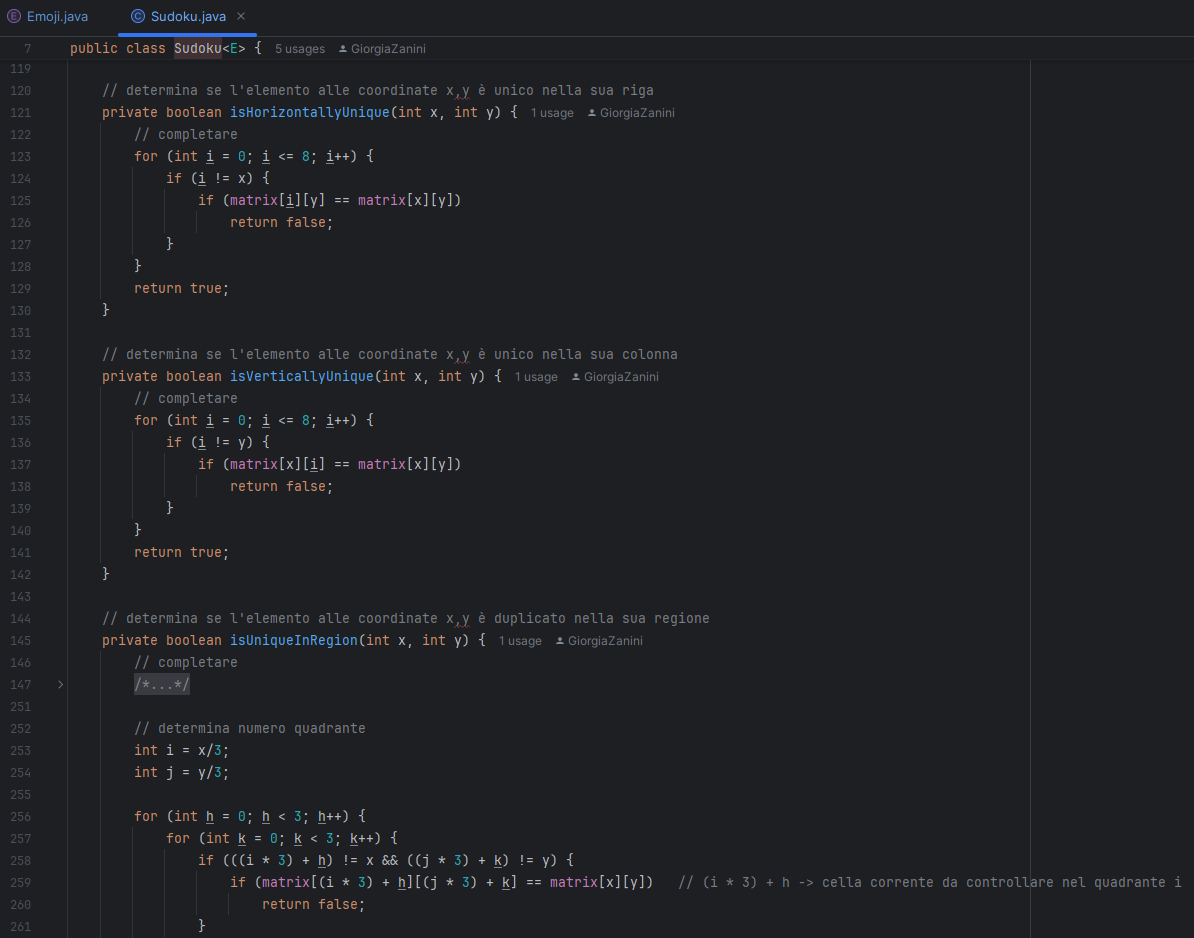 Emoji.java Sudoku.java
7 public class Sudoku<E> { 5 usages GiorgiaZanini
119
120 // determina se l'elemento alle coordinate x,y è unico nella sua riga
121 private boolean isHorizontallyUnique(int x, int y) { 1 usage GiorgiaZanini
122 // completare
123 for (int i = 0; i <= 8; i++) {
124 if (i != x) {
125 if (matrix[i][y] == matrix[x][y])
126 return false;
127 }
128 }
129 return true;
130 }
131
132 // determina se l'elemento alle coordinate x,y è unico nella sua colonna
133 private boolean isVerticallyUnique(int x, int y) { 1 usage GiorgiaZanini
134 // completare
135 for (int i = 0; i <= 8; i++) {
136 if (i != y) {
137 if (matrix[x][i] == matrix[x][y])
138 return false;
139 }
140 }
141 return true;
142 }
143
144 // determina se l'elemento alle coordinate x,y è duplicato nella sua regione
145 private boolean isUniqueInRegion(int x, int y) { 1 usage GiorgiaZanini
146 // completare
147 /*...*/
251
252 // determina numero quadrante
253 int i = x/3;
254 int j = y/3;
255
256 for (int h = 0; h < 3; h++) {
257 for (int k = 0; k < 3; k++) {
258 if (((i * 3) + h) != x && ((j * 3) + k) != y) {
259 if (matrix[(i * 3) + h][(j * 3) + k] == matrix[x][y]) // (i * 3) + h -> cella corrente da controllare nel quadrante i
260 return false;
261 }